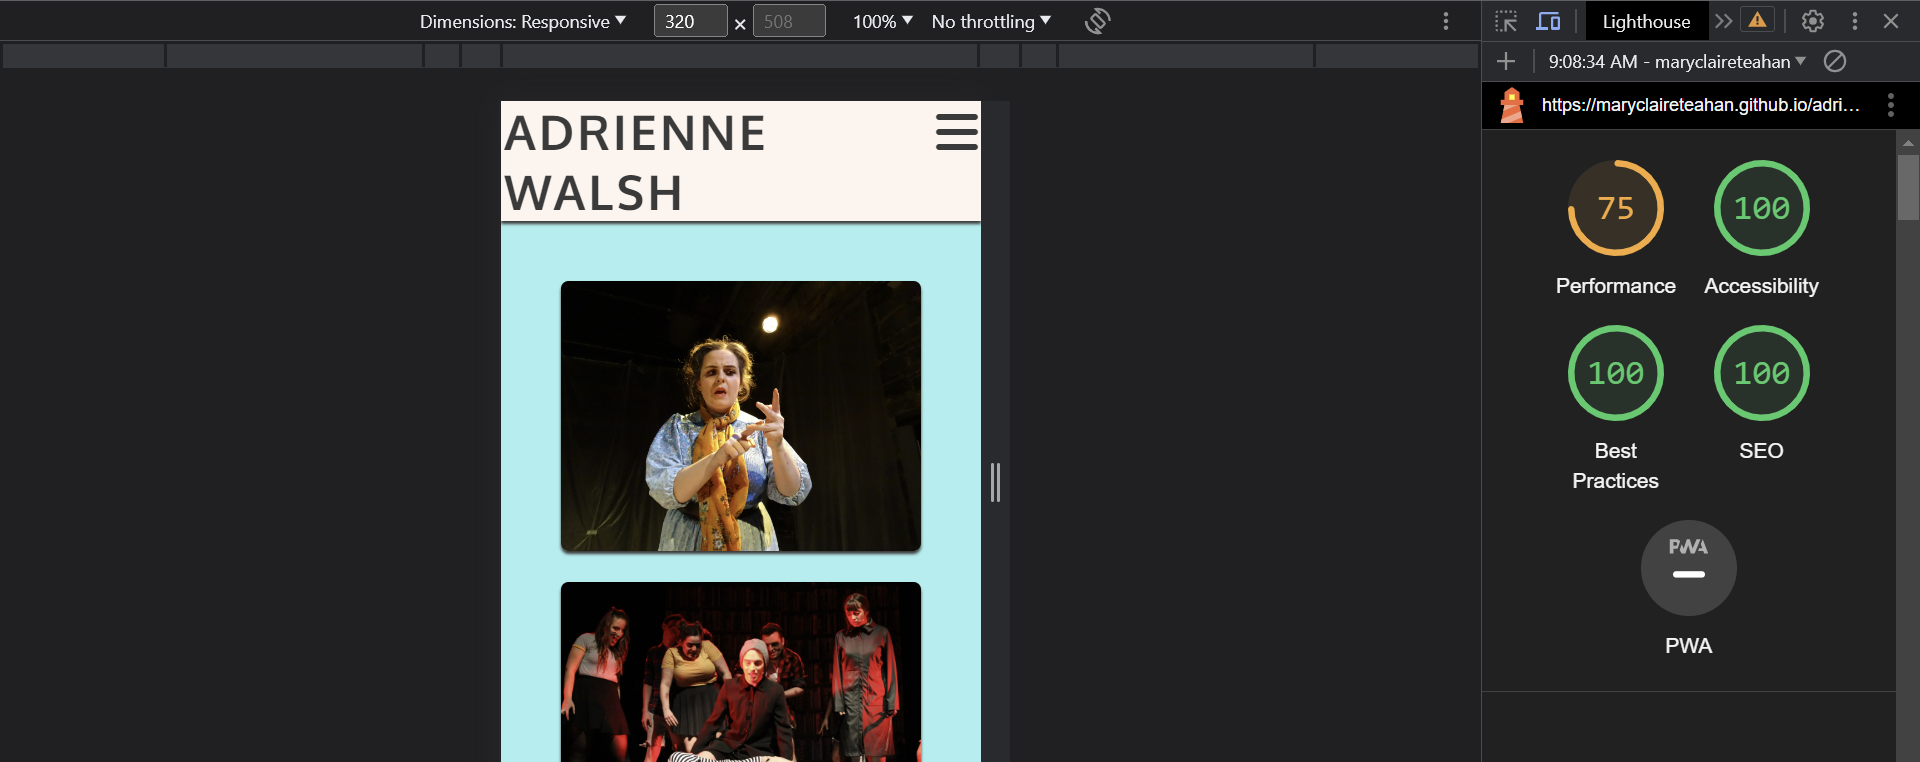 Dimensions: Responsive ▼ 320 × 508 100% ▼ No throttling ▼
Lighthouse
9:08:34 AM - maryclaireteahan ▼
https://maryclaireteahan.github.io/adri…
ADRIENNE
WALSH
75
Performance
100
Accessibility
100
Best
Practices
100
SEO
PWA
PWA